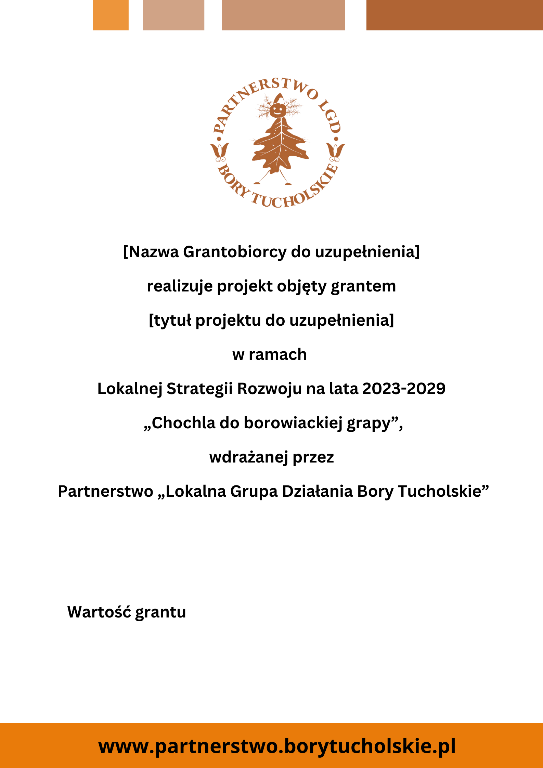 PARTNERSTWO LGD
BORY TUCHOLSKIE
[Nazwa Grantobiorcy do uzupełnienia]
realizuje projekt objęty grantem
[tytuł projektu do uzupełnienia]
w ramach
Lokalnej Strategii Rozwoju na lata 2023-2029
„Chochla do borowiackiej grapy”,
wdrażanej przez
Partnerstwo „Lokalna Grupa Działania Bory Tucholskie”
Wartość grantu
www.partnerstwo.borytucholskie.pl